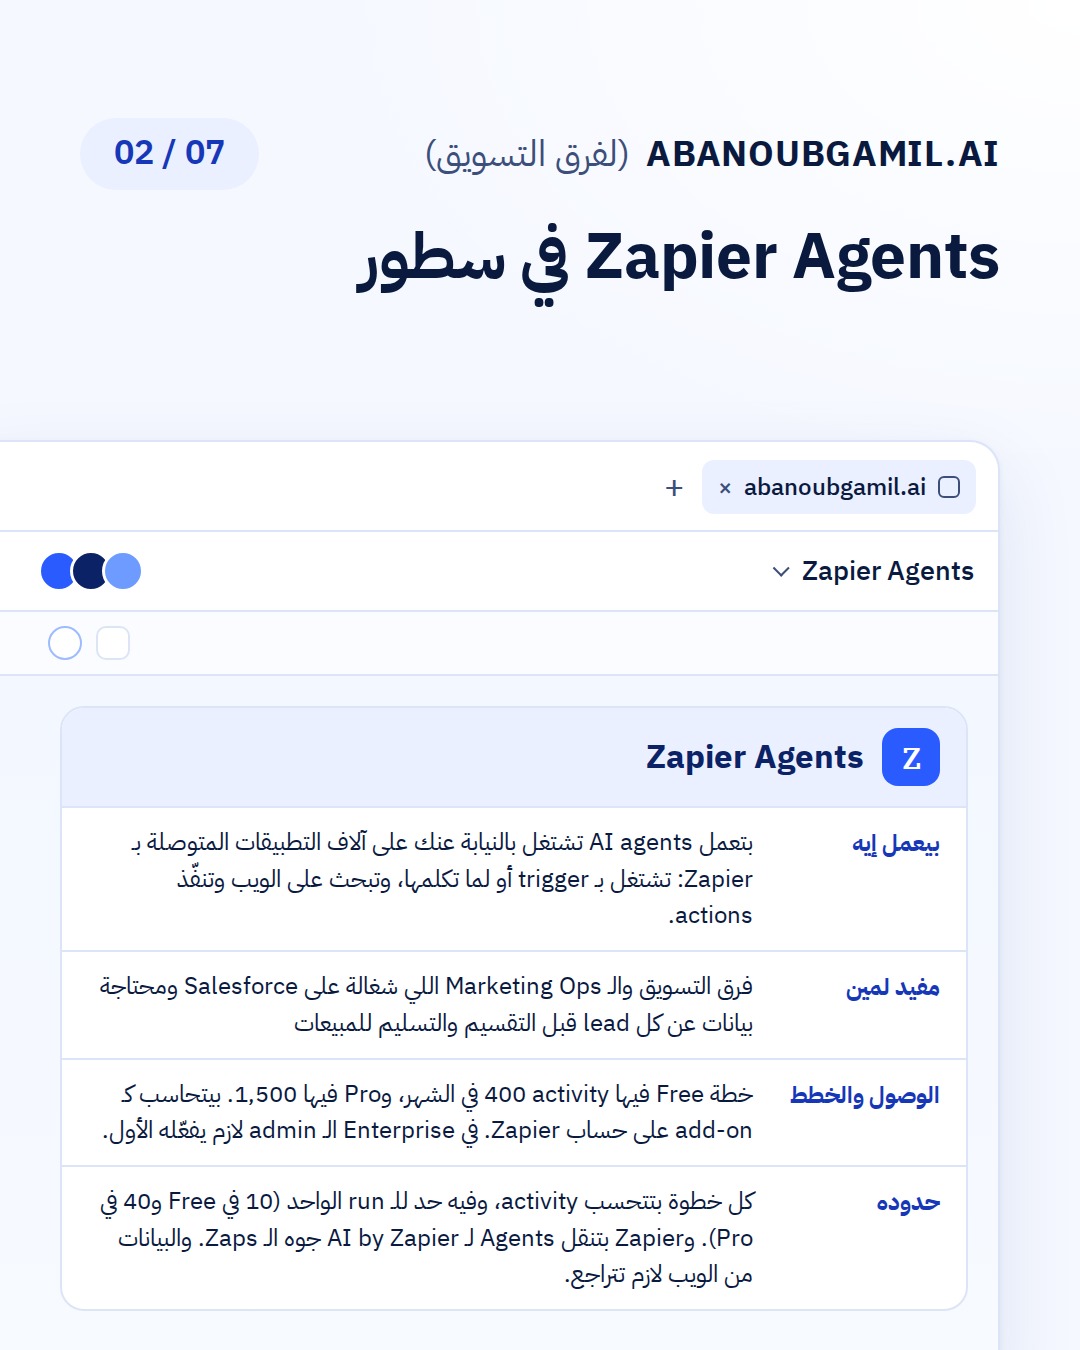 ABANOUBGAMIL.AI (لفرق التسويق)
02 / 07
Zapier Agents في سطور
abanoubgamil.ai × +
Zapier Agents
Z Zapier Agents
بيعمل إيه
بتعمل AI agents تشتغل بالنيابة عنك على آلاف التطبيقات المتوصلة بـ
Zapier: تشتغل بـ trigger أو لما تكلمها، وتبحث على الويب وتنفّذ
actions.
مفيد لمين
فرق التسويق والـ Marketing Ops اللي شغالة على Salesforce ومحتاجة
بيانات عن كل lead قبل التقسيم والتسليم للمبيعات
الوصول والخطط
خطة Free فيها 400 activity في الشهر، وPro فيها 1,500. بيتحاسب كـ
add-on على حساب Zapier. في Enterprise الـ admin لازم يفعّله الأول.
حدوده
كل خطوة بتتحسب activity، وفيه حد للـ run الواحد (10 في Free و40 في
Pro). وZapier بتنقل Agents لـ AI by Zapier جوه الـ Zaps. والبيانات
من الويب لازم تتراجع.